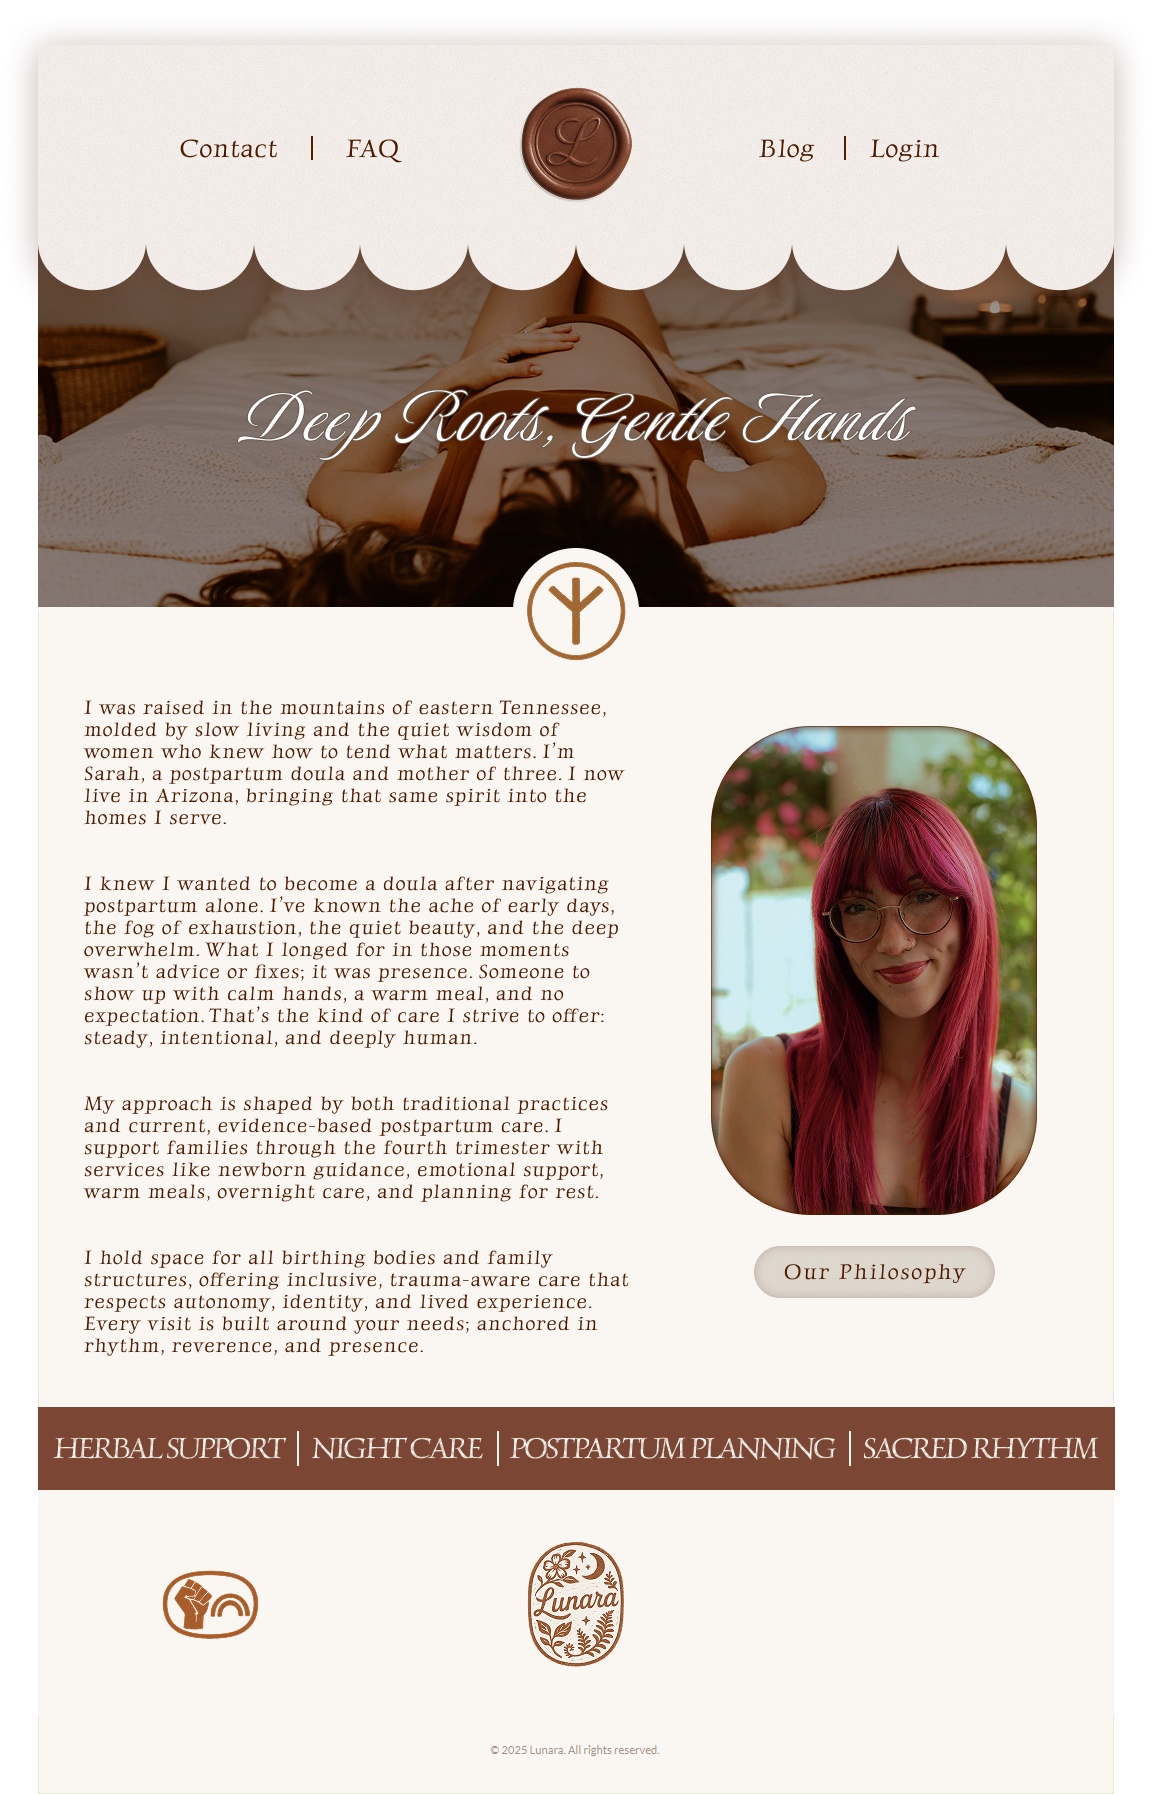 Contact | FAQ
L
Blog | Login
Deep Roots, Gentle Hands
I was raised in the mountains of eastern Tennessee,
molded by slow living and the quiet wisdom of
women who knew how to tend what matters. I’m
Sarah, a postpartum doula and mother of three. I now
live in Arizona, bringing that same spirit into the
homes I serve.
I knew I wanted to become a doula after navigating
postpartum alone. I’ve known the ache of early days,
the fog of exhaustion, the quiet beauty, and the deep
overwhelm. What I longed for in those moments
wasn’t advice or fixes; it was presence. Someone to
show up with calm hands, a warm meal, and no
expectation. That’s the kind of care I strive to offer:
steady, intentional, and deeply human.
My approach is shaped by both traditional practices
and current, evidence-based postpartum care. I
support families through the fourth trimester with
services like newborn guidance, emotional support,
warm meals, overnight care, and planning for rest.
I hold space for all birthing bodies and family
structures, offering inclusive, trauma-aware care that
respects autonomy, identity, and lived experience.
Every visit is built around your needs; anchored in
rhythm, reverence, and presence.
Our Philosophy
HERBAL SUPPORT | NIGHT CARE | POSTPARTUM PLANNING | SACRED RHYTHM
Lunara
© 2025 Lunara. All rights reserved.